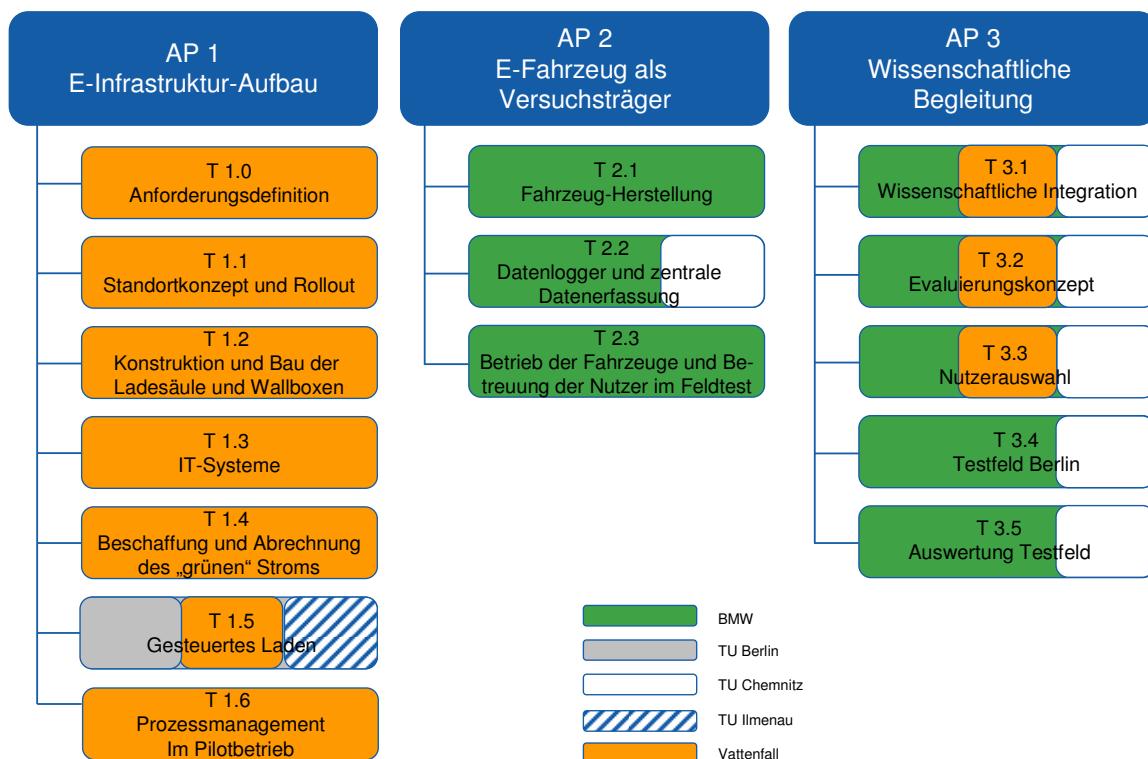 AP 1
E-Infrastruktur-Aufbau
T 1.0
Anforderungsdefinition
T 1.1
Standortkonzept und Rollout
T 1.2
Konstruktion und Bau der
Ladesäule und Wallboxen
T 1.3
IT-Systeme
T 1.4
Beschaffung und Abrechnung
des „grünen“ Stroms
T 1.5
Gesteuertes Laden
T 1.6
Prozessmanagement
Im Pilotbetrieb
AP 2
E-Fahrzeug als
Versuchsträger
T 2.1
Fahrzeug-Herstellung
T 2.2
Datenlogger und zentrale
Datenerfassung
T 2.3
Betrieb der Fahrzeuge und Be-
treuung der Nutzer im Feldtest
AP 3
Wissenschaftliche
Begleitung
T 3.1
Wissenschaftliche Integration
T 3.2
Evaluierungskonzept
T 3.3
Nutzerauswahl
T 3.4
Testfeld Berlin
T 3.5
Auswertung Testfeld
BMW
TU Berlin
TU Chemnitz
TU Ilmenau
Vattenfall